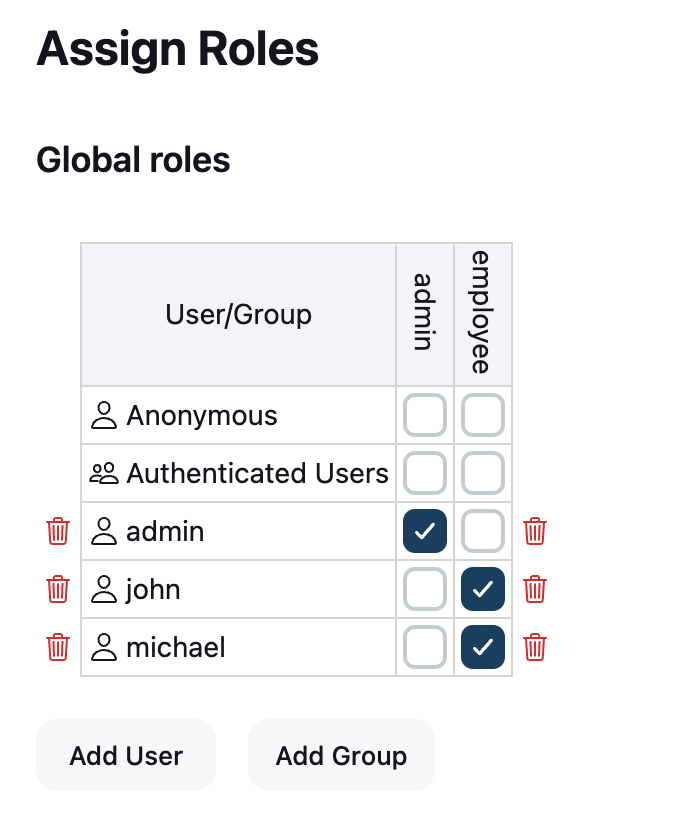 Assign Roles
Global roles
User/Group admin employee
Anonymous
Authenticated Users
admin
john
michael
Add User Add Group